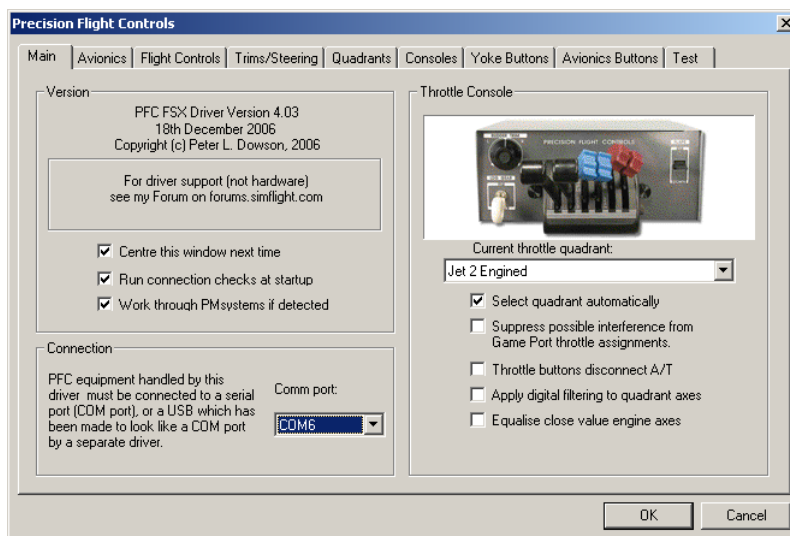 Precision Flight Controls
Main
Avionics
Flight Controls
Trims/Steering
Quadrants
Consoles
Yoke Buttons
Avionics Buttons
Test
Version
PFC FSX Driver Version 4.03
18th December 2006
Copyright (c) Peter L. Dowson, 2006
For driver support (not hardware)
see my Forum on forums.simflight.com
Centre this window next time
Run connection checks at startup
Work through PMsystems if detected
Connection
PFC equipment handled by this
driver must be connected to a serial
port (COM port), or a USB which has
been made to look like a COM port
by a separate driver.
Comm port:
COM6
Throttle Console
PRECISION FLIGHT CONTROLS
Current throttle quadrant:
Jet 2 Engined
Select quadrant automatically
Suppress possible interference from
Game Port throttle assignments.
Throttle buttons disconnect A/T
Apply digital filtering to quadrant axes
Equalise close value engine axes
OK
Cancel